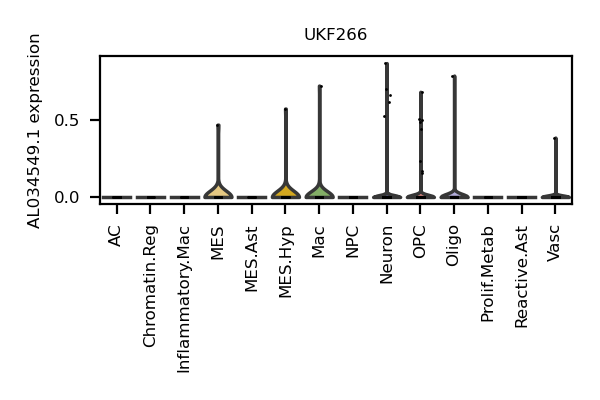 UKF266
AL034549.1 expression
0.5
0.0
AC
Chromatin.Reg
Inflammatory.Mac
MES
MES.Ast
MES.Hyp
Mac
NPC
Neuron
OPC
Oligo
Prolif.Metab
Reactive.Ast
Vasc